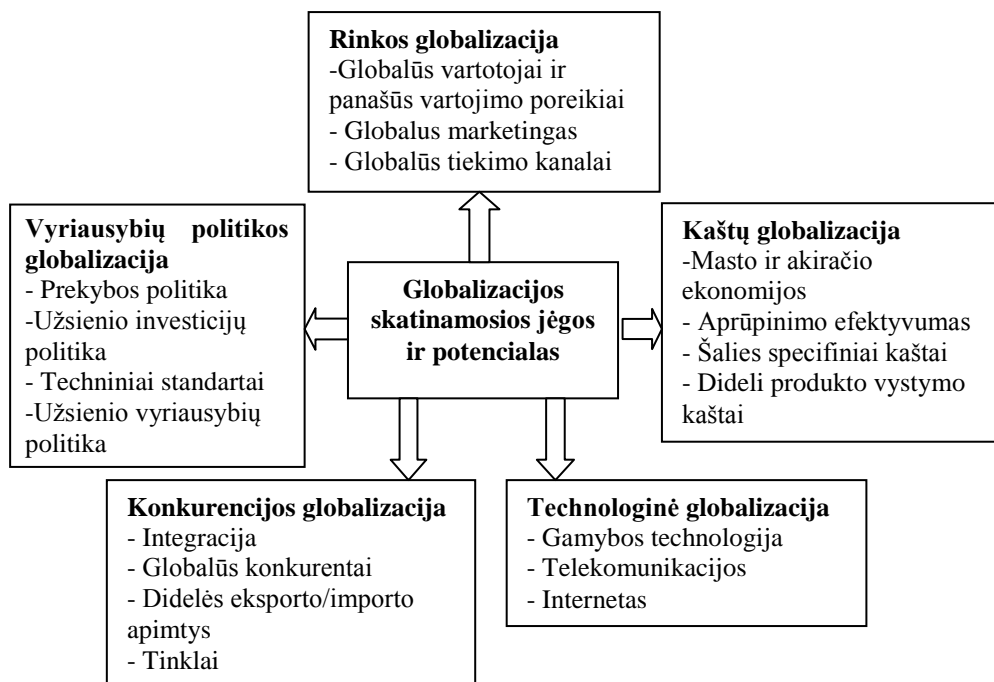 Rinkos globalizacija
-Globalūs vartotojai ir
panašūs vartojimo poreikiai
- Globalus marketingas
- Globalūs tiekimo kanalai
Vyriausybių politikos
globalizacija
- Prekybos politika
-Užsienio investicijų
politika
- Techniniai standartai
-Užsienio vyriausybių
politika
Globalizacijos
skatinamosios jėgos
ir potencialas
Kaštų globalizacija
-Masto ir akiračio
ekonomijos
- Aprūpinimo efektyvumas
- Šalies specifiniai kaštai
- Dideli produkto vystymo
kaštai
Konkurencijos globalizacija
- Integracija
- Globalūs konkurentai
- Didelės eksporto/importo
apimtys
- Tinklai
Technologinė globalizacija
- Gamybos technologija
- Telekomunikacijos
- Internetas